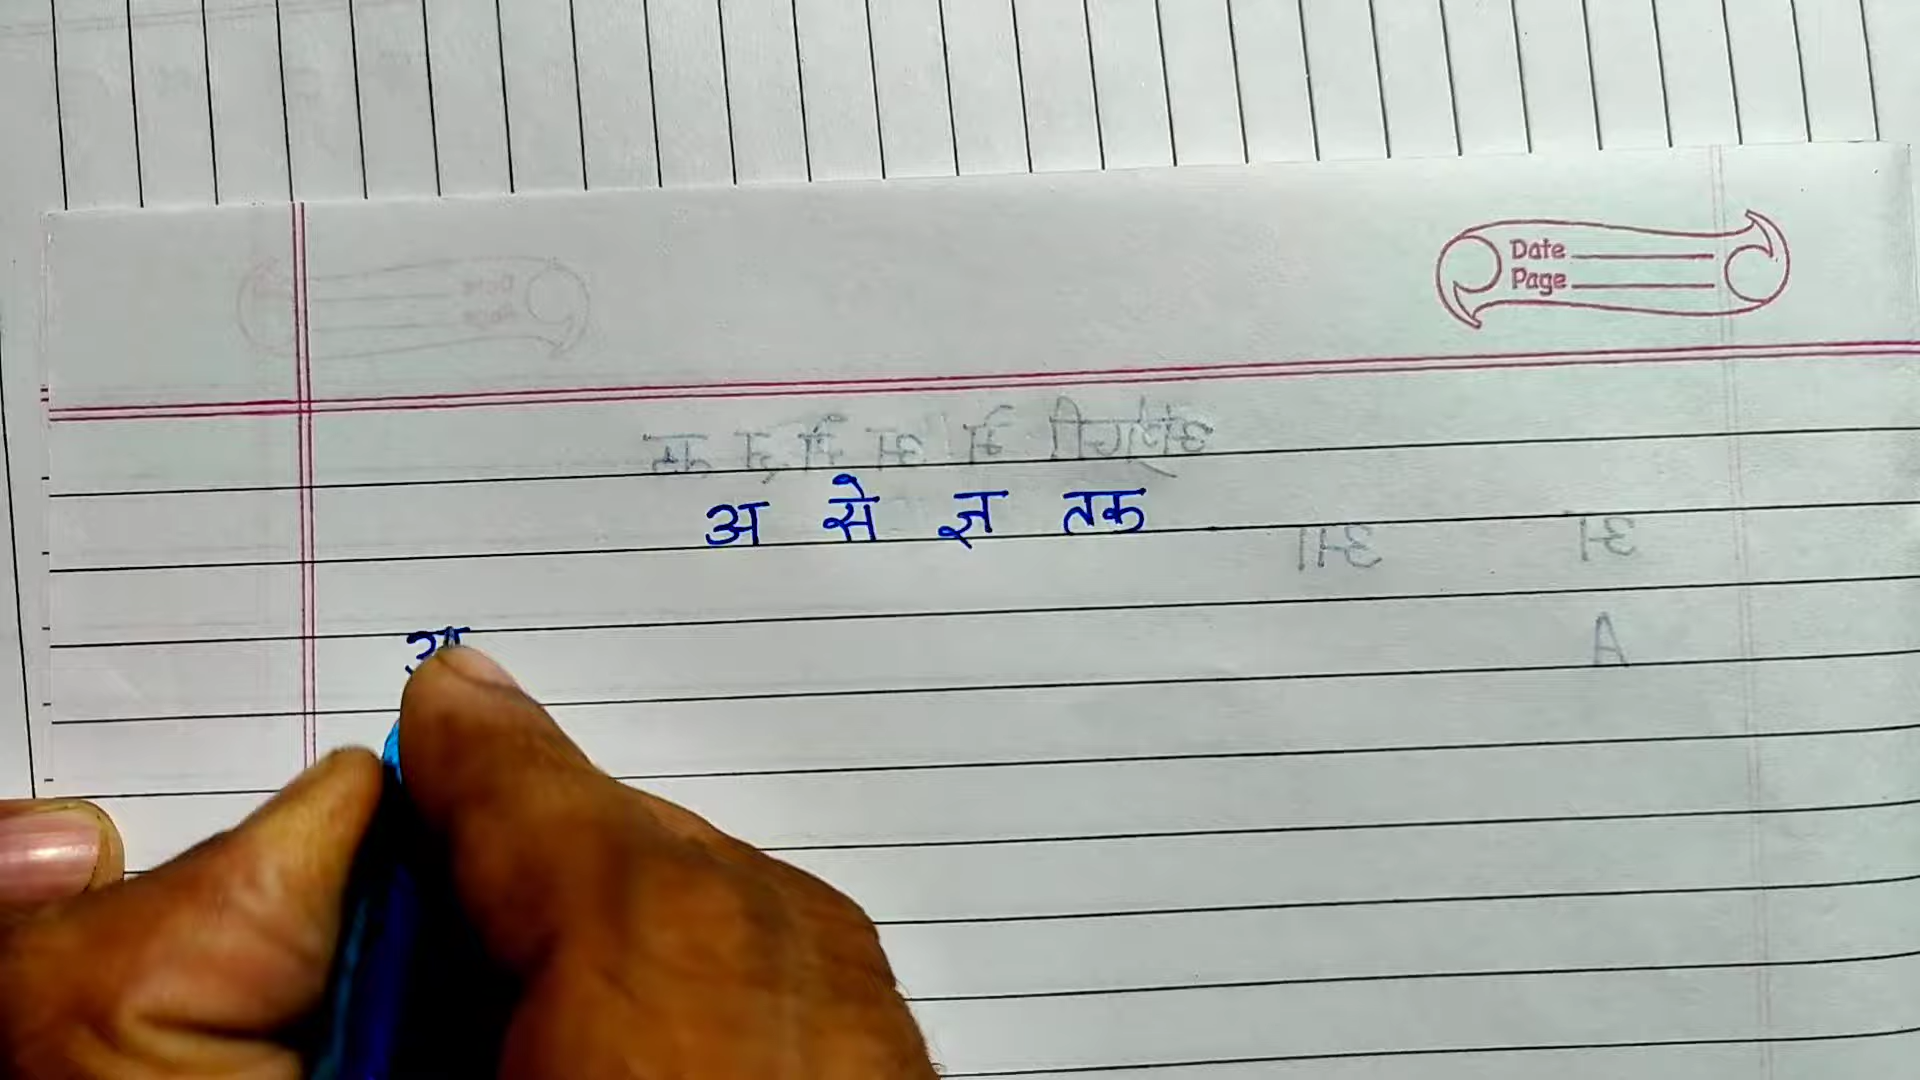 Date
Page
अ से ज्ञ तक
अ